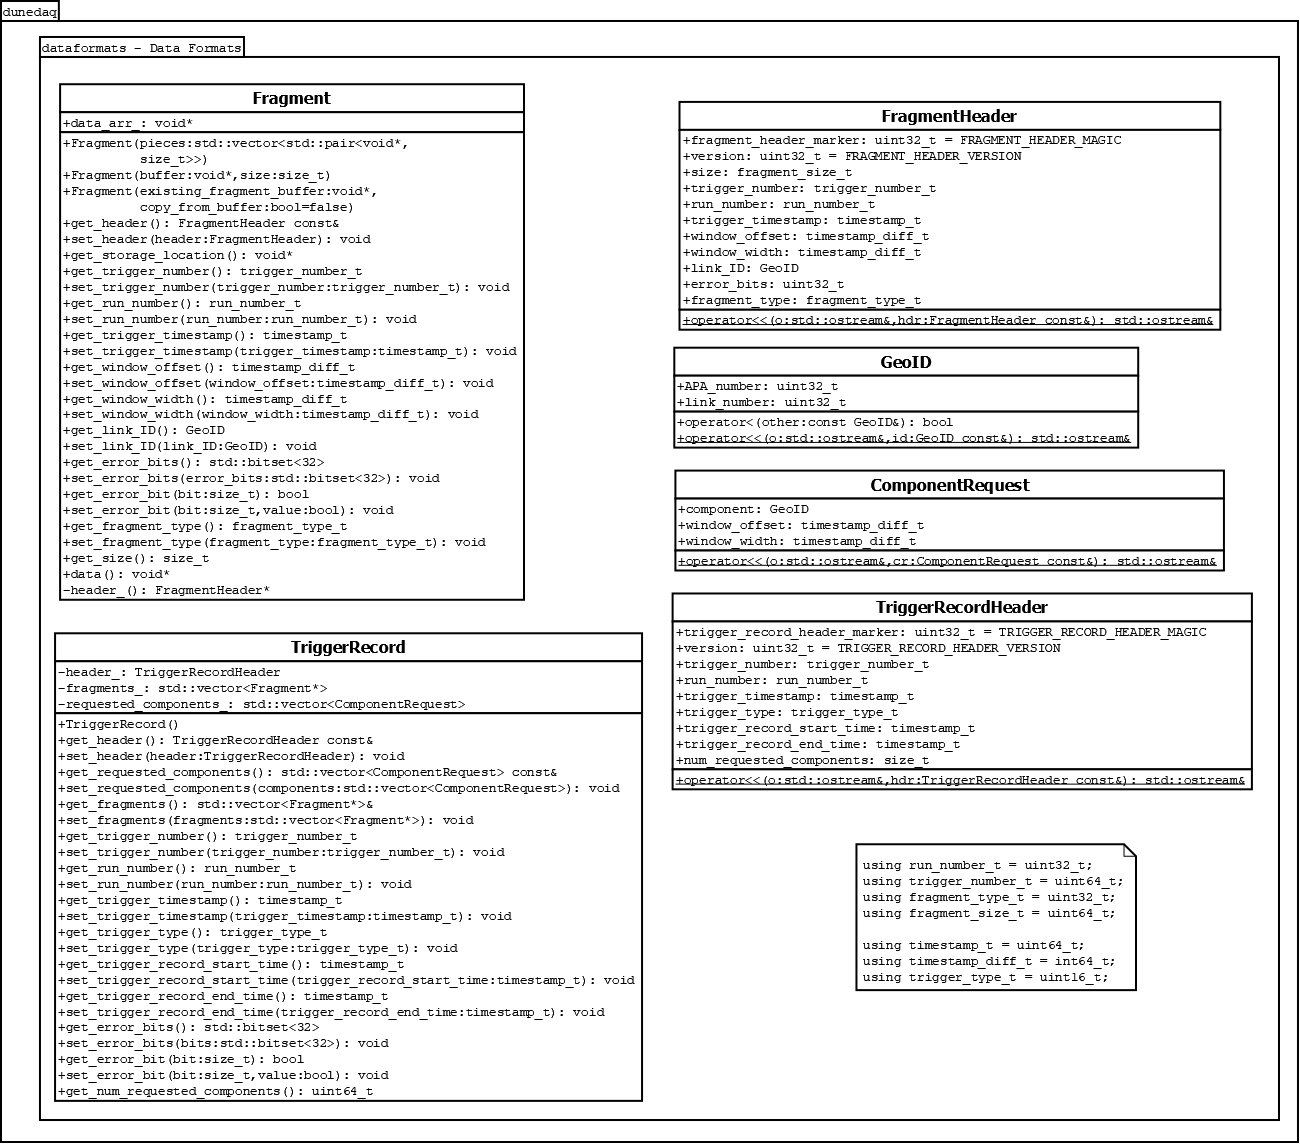 dunedaq
dataformats - Data Formats
Fragment
+data_arr_: void*
+Fragment(pieces:std::vector<std::pair<void*,
size_t>>)
+Fragment(buffer:void*,size:size_t)
+Fragment(existing_fragment_buffer:void*,
copy_from_buffer:bool=false)
+get_header(): FragmentHeader const&
+set_header(header:FragmentHeader): void
+get_storage_location(): void*
+get_trigger_number(): trigger_number_t
+set_trigger_number(trigger_number:trigger_number_t): void
+get_run_number(): run_number_t
+set_run_number(run_number:run_number_t): void
+get_trigger_timestamp(): timestamp_t
+set_trigger_timestamp(trigger_timestamp:timestamp_t): void
+get_window_offset(): timestamp_diff_t
+set_window_offset(window_offset:timestamp_diff_t): void
+get_window_width(): timestamp_diff_t
+set_window_width(window_width:timestamp_diff_t): void
+get_link_ID(): GeoID
+set_link_ID(link_ID:GeoID): void
+get_error_bits(): std::bitset<32>
+set_error_bits(error_bits:std::bitset<32>): void
+get_error_bit(bit:size_t): bool
+set_error_bit(bit:size_t,value:bool): void
+get_fragment_type(): fragment_type_t
+set_fragment_type(fragment_type:fragment_type_t): void
+get_size(): size_t
+data(): void*
-header_(): FragmentHeader*
TriggerRecord
-header_: TriggerRecordHeader
-fragments_: std::vector<Fragment*>
-requested_components_: std::vector<ComponentRequest>
+TriggerRecord()
+get_header(): TriggerRecordHeader const&
+set_header(header:TriggerRecordHeader): void
+get_requested_components(): std::vector<ComponentRequest> const&
+set_requested_components(components:std::vector<ComponentRequest>): void
+get_fragments(): std::vector<Fragment*>&
+set_fragments(fragments:std::vector<Fragment*>): void
+get_trigger_number(): trigger_number_t
+set_trigger_number(trigger_number:trigger_number_t): void
+get_run_number(): run_number_t
+set_run_number(run_number:run_number_t): void
+get_trigger_timestamp(): timestamp_t
+set_trigger_timestamp(trigger_timestamp:timestamp_t): void
+get_trigger_type(): trigger_type_t
+set_trigger_type(trigger_type:trigger_type_t): void
+get_trigger_record_start_time(): timestamp_t
+set_trigger_record_start_time(trigger_record_start_time:timestamp_t): void
+get_trigger_record_end_time(): timestamp_t
+set_trigger_record_end_time(trigger_record_end_time:timestamp_t): void
+get_error_bits(): std::bitset<32>
+set_error_bits(bits:std::bitset<32>): void
+get_error_bit(bit:size_t): bool
+set_error_bit(bit:size_t,value:bool): void
+get_num_requested_components(): uint64_t
FragmentHeader
+fragment_header_marker: uint32_t = FRAGMENT_HEADER_MAGIC
+version: uint32_t = FRAGMENT_HEADER_VERSION
+size: fragment_size_t
+trigger_number: trigger_number_t
+run_number: run_number_t
+trigger_timestamp: timestamp_t
+window_offset: timestamp_diff_t
+window_width: timestamp_diff_t
+link_ID: GeoID
+error_bits: uint32_t
+fragment_type: fragment_type_t
+operator<<(o:std::ostream&,hdr:FragmentHeader const&): std::ostream&
GeoID
+APA_number: uint32_t
+link_number: uint32_t
+operator<(other:const GeoID&): bool
+operator<<(o:std::ostream&,id:GeoID const&): std::ostream&
ComponentRequest
+component: GeoID
+window_offset: timestamp_diff_t
+window_width: timestamp_diff_t
+operator<<(o:std::ostream&,cr:ComponentRequest const&): std::ostream&
TriggerRecordHeader
+trigger_record_header_marker: uint32_t = TRIGGER_RECORD_HEADER_MAGIC
+version: uint32_t = TRIGGER_RECORD_HEADER_VERSION
+trigger_number: trigger_number_t
+run_number: run_number_t
+trigger_timestamp: timestamp_t
+trigger_type: trigger_type_t
+trigger_record_start_time: timestamp_t
+trigger_record_end_time: timestamp_t
+num_requested_components: size_t
+operator<<(o:std::ostream&,hdr:TriggerRecordHeader const&): std::ostream&
using run_number_t = uint32_t;
using trigger_number_t = uint64_t;
using fragment_type_t = uint32_t;
using fragment_size_t = uint64_t;
using timestamp_t = uint64_t;
using timestamp_diff_t = int64_t;
using trigger_type_t = uint16_t;